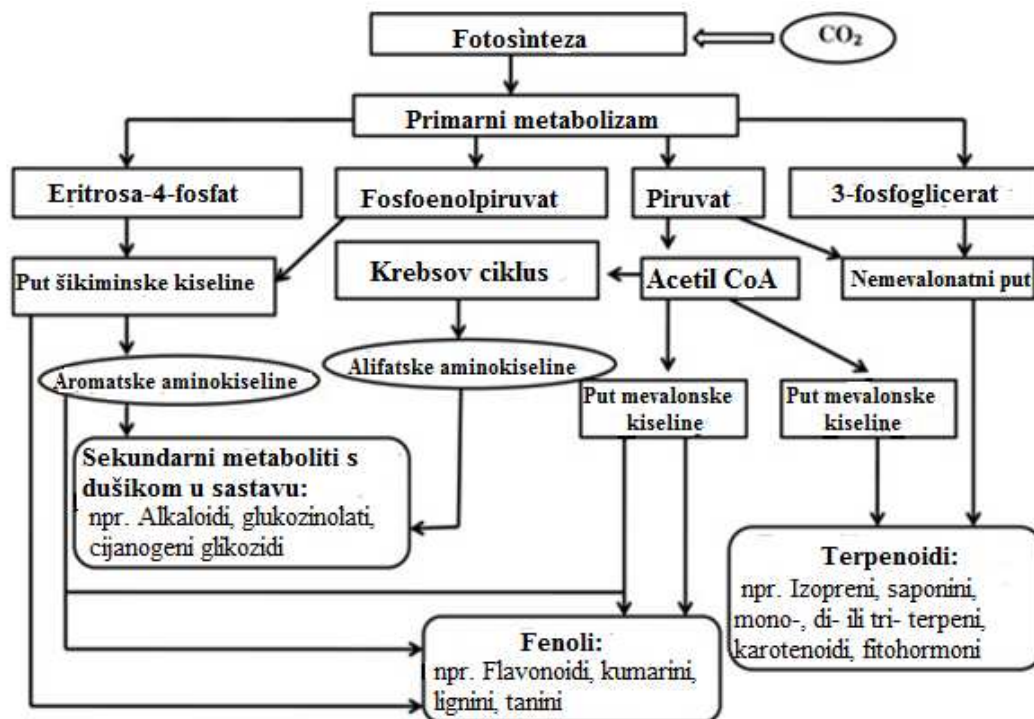 Fotosinteza
CO₂
Primarni metabolizam
Eritrosa-4-fosfat
Fosfoenolpiruvat
Piruvat
3-fosfoglicerat
Put šikiminske kiseline
Krebsov ciklus
Acetil CoA
Nemevalonatni put
Aromatske aminokiseline
Alifatske aminokiseline
Put mevalonske
kiseline
Put mevalonske
kiseline
Sekundarni metaboliti s
dušikom u sastavu:
npr. Alkaloidi, glukozinolati,
cijanogeni glikozidi
Terpenoidi:
npr. Izopreni, saponini,
mono-, di- ili tri- terpeni,
karotenoidi, fitohormoni
Fenoli:
npr. Flavonoidi, kumarini,
lignini, tanini